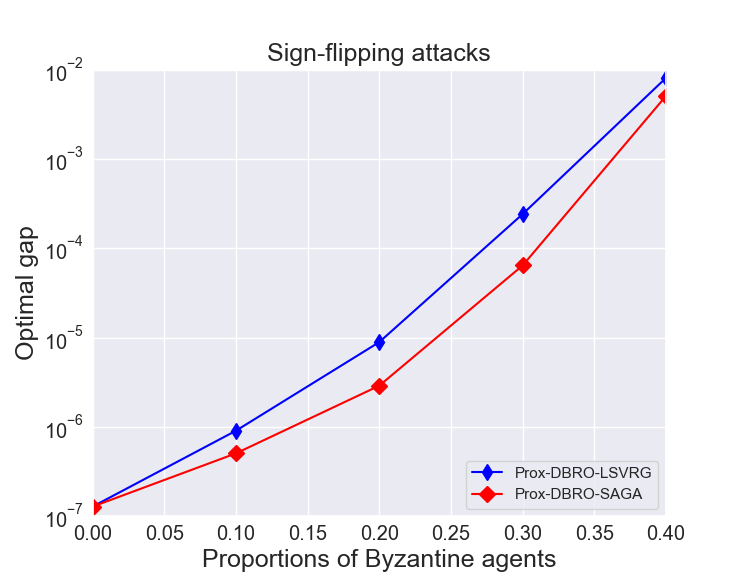 Sign-flipping attacks
10⁻²
10⁻³
10⁻⁴
10⁻⁵
10⁻⁶
10⁻⁷
Optimal gap
Prox-DBRO-LSVRG
Prox-DBRO-SAGA
0.00 0.05 0.10 0.15 0.20 0.25 0.30 0.35 0.40
Proportions of Byzantine agents